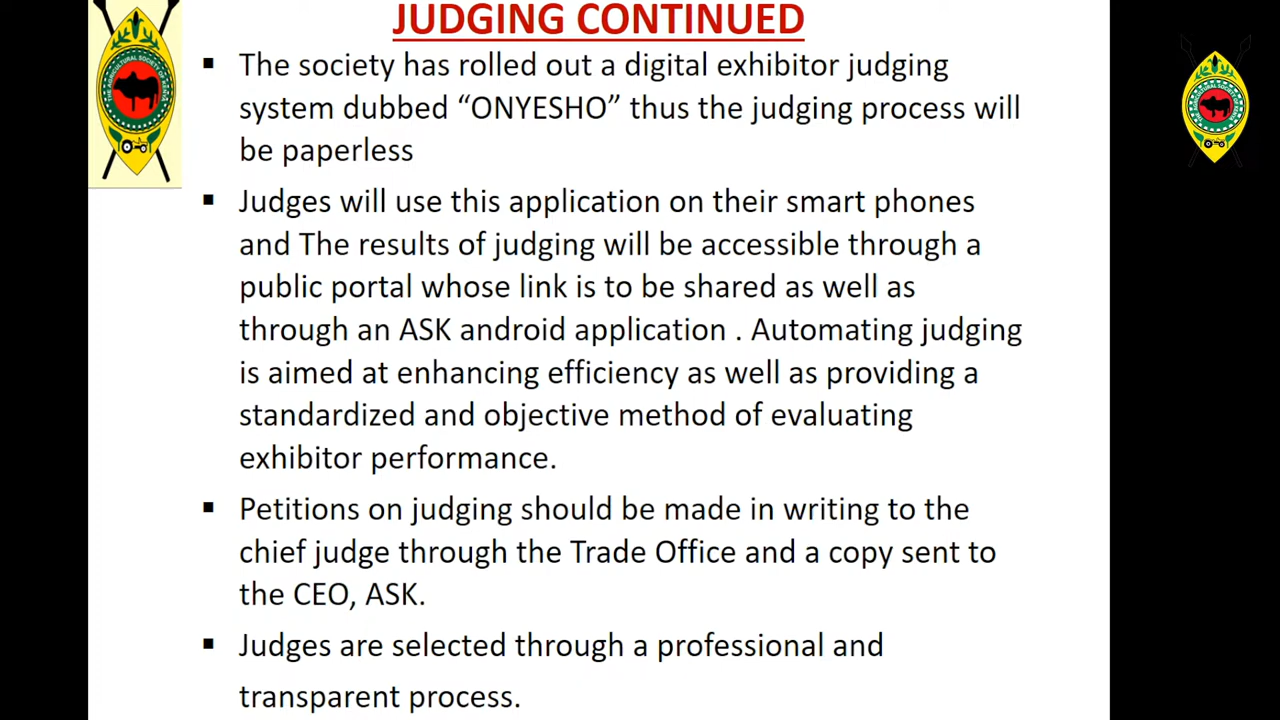 JUDGING CONTINUED
▪ The society has rolled out a digital exhibitor judging
system dubbed “ONYESHO” thus the judging process will
be paperless
▪ Judges will use this application on their smart phones
and The results of judging will be accessible through a
public portal whose link is to be shared as well as
through an ASK android application . Automating judging
is aimed at enhancing efficiency as well as providing a
standardized and objective method of evaluating
exhibitor performance.
▪ Petitions on judging should be made in writing to the
chief judge through the Trade Office and a copy sent to
the CEO, ASK.
▪ Judges are selected through a professional and
transparent process.
THE AGRICULTURAL SOCIETY OF KENYA